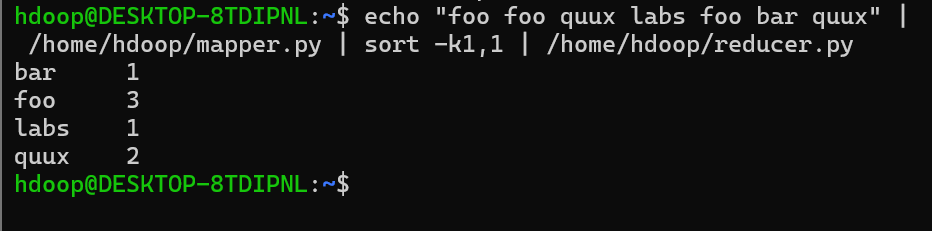 hdoop@DESKTOP-8TDIPNL:~$ echo "foo foo quux labs foo bar quux" |
 /home/hdoop/mapper.py | sort -k1,1 | /home/hdoop/reducer.py
bar     1
foo     3
labs    1
quux    2
hdoop@DESKTOP-8TDIPNL:~$